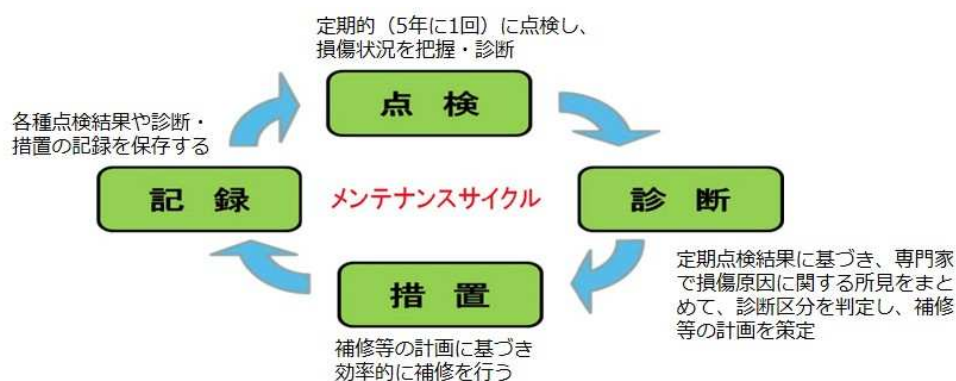 定期的（5年に1回）に点検し、
損傷状況を把握・診断
点 検
各種点検結果や診断・
措置の記録を保存する
記 録
メンテナンスサイクル
診 断
定期点検結果に基づき、専門家
で損傷原因に関する所見をまと
めて、診断区分を判定し、補修
等の計画を策定
措 置
補修等の計画に基づき
効率的に補修を行う